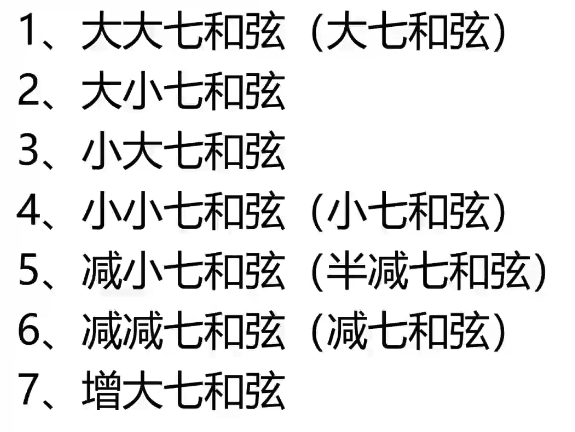 1、大大七和弦（大七和弦）
2、大小七和弦
3、小大七和弦
4、小小七和弦（小七和弦）
5、减小七和弦（半减七和弦）
6、减减七和弦（减七和弦）
7、增大七和弦